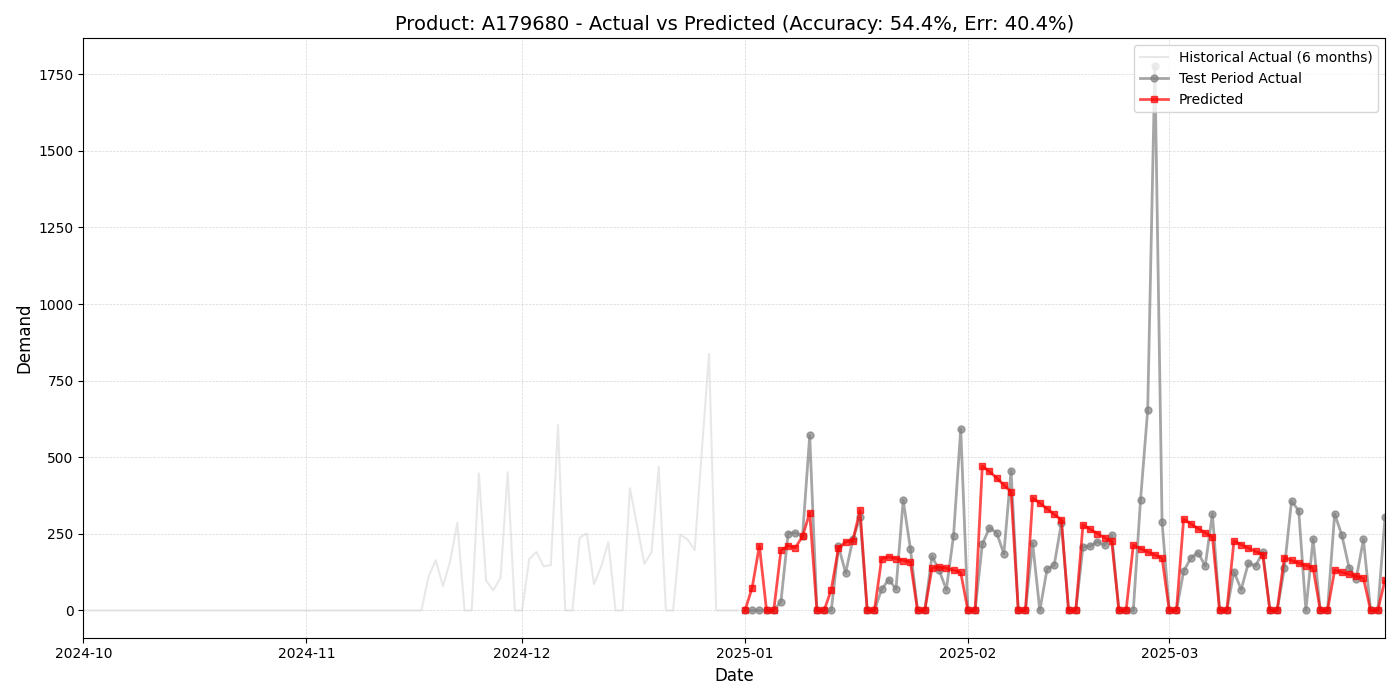 Product: A179680 - Actual vs Predicted (Accuracy: 54.4%, Err: 40.4%)
Historical Actual (6 months)
Test Period Actual
Predicted
1750
1500
1250
1000
750
500
250
0
Demand
2024-10
2024-11
2024-12
2025-01
2025-02
2025-03
Date